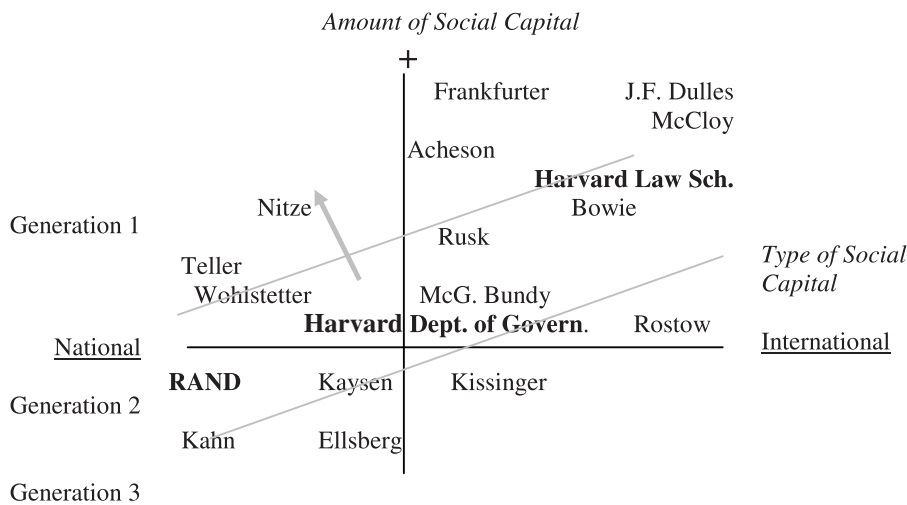 Amount of Social Capital
+
Frankfurter J.F. Dulles
McCloy
Acheson
Harvard Law Sch.
Nitze Bowie
Generation 1
Rusk
Type of Social
Capital
Teller
Wohlstetter McG. Bundy
Harvard Dept. of Govern. Rostow
National International
RAND Kaysen Kissinger
Generation 2
Kahn Ellsberg
Generation 3